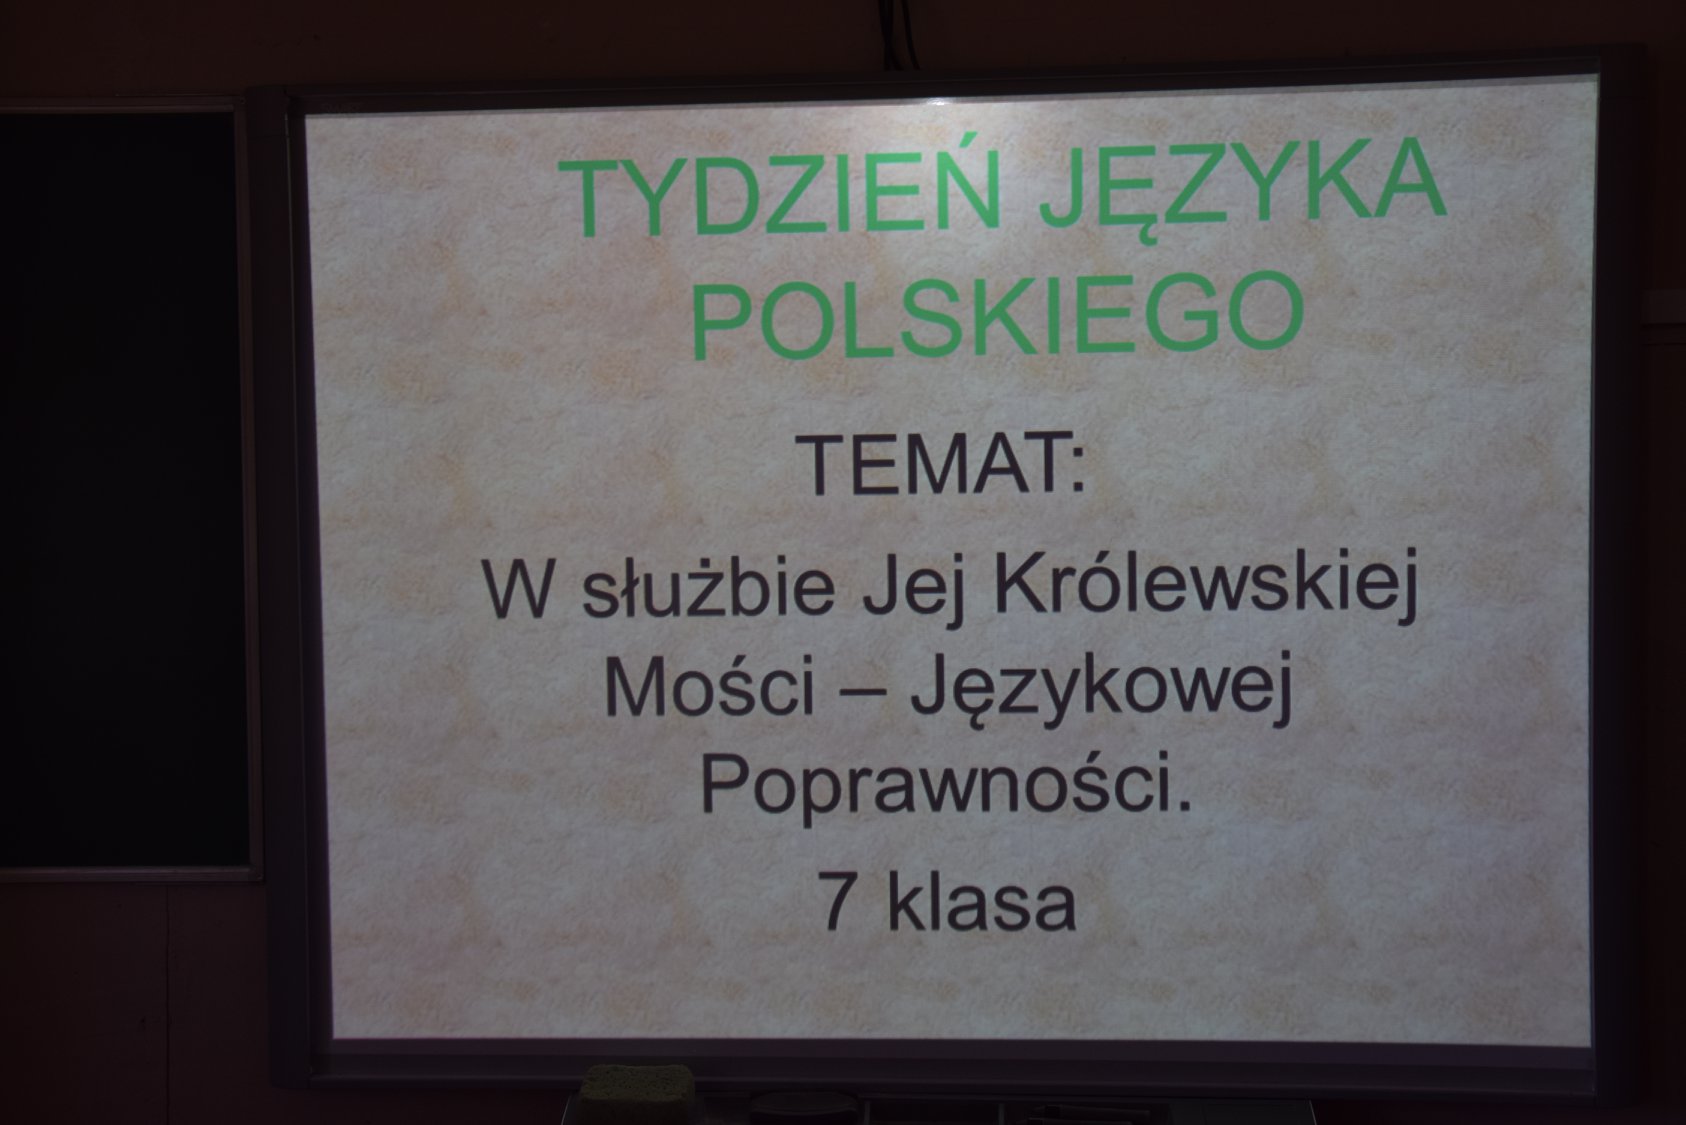 TYDZIEŃ JĘZYKA
POLSKIEGO
TEMAT:
W służbie Jej Królewskiej
Mości – Językowej
Poprawności.
7 klasa